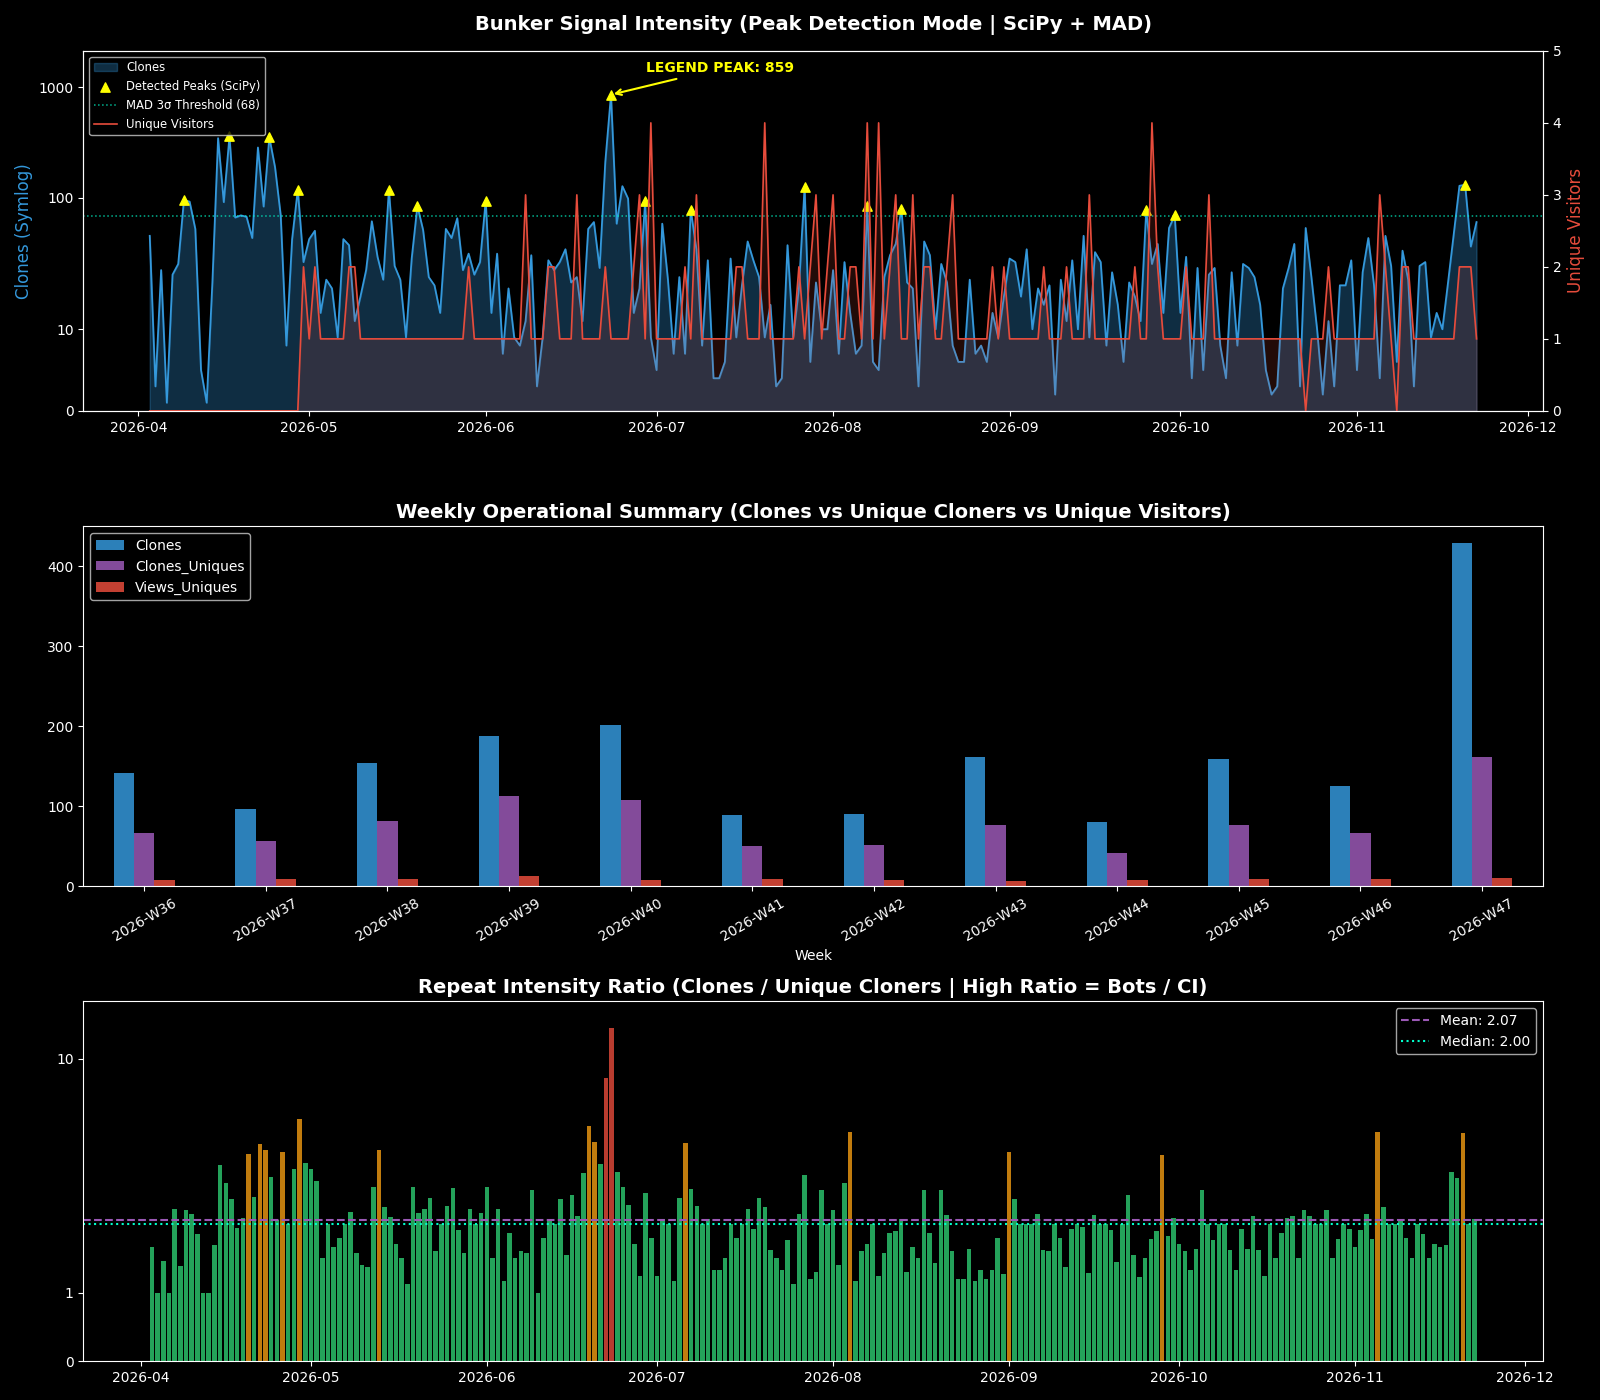 Bunker Signal Intensity (Peak Detection Mode | SciPy + MAD)
Clones
Detected Peaks (SciPy)
MAD 3σ Threshold (68)
Unique Visitors
LEGEND PEAK: 859
Clones (Symlog)
1000
100
10
0
5
4
3
2
1
0
Unique Visitors
2026-04 2026-05 2026-06 2026-07 2026-08 2026-09 2026-10 2026-11 2026-12
Weekly Operational Summary (Clones vs Unique Cloners vs Unique Visitors)
Clones
Clones_Uniques
Views_Uniques
400
300
200
100
0
2026-W36 2026-W37 2026-W38 2026-W39 2026-W40 2026-W41 2026-W42 2026-W43 2026-W44 2026-W45 2026-W46 2026-W47
Week
Repeat Intensity Ratio (Clones / Unique Cloners | High Ratio = Bots / CI)
Mean: 2.07
Median: 2.00
10
1
0
2026-04 2026-05 2026-06 2026-07 2026-08 2026-09 2026-10 2026-11 2026-12